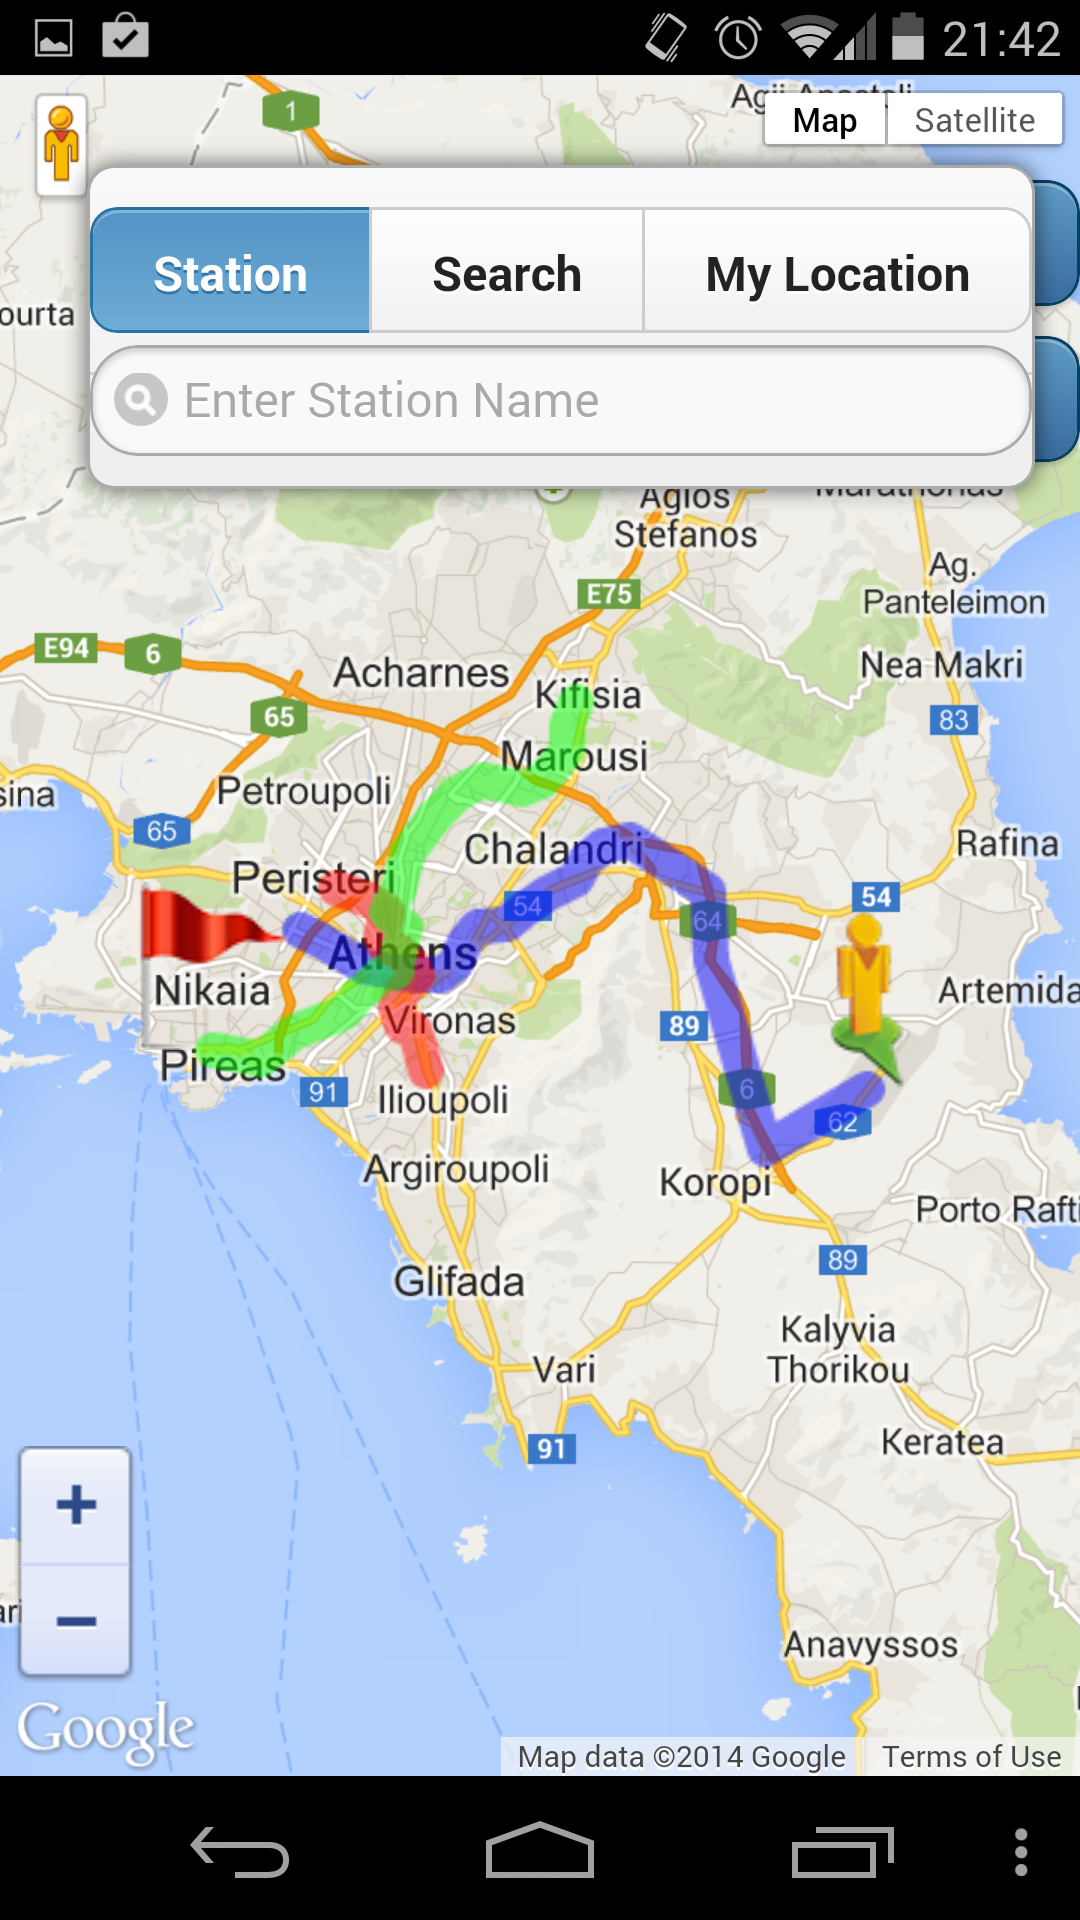 21:42
1
Map
Satellite
Station
Search
My Location
ourta
Enter Station Name
Agios
Stefanos
Ag.
Panteleimon
E75
E94
6
Acharnes
Nea Makri
Kifisia
65
83
Marousi
Petroupoli
sina
65
Chalandri
Rafina
Peristeri
54
54
64
Athens
Nikaia
Artemida
Vironas
89
Pireas
91
Ilioupoli
6
62
Argiroupoli
Koropi
Porto Rafti
89
Glifada
Kalyvia
Thorikou
Vari
91
Keratea
+
−
Anavyssos
Google
Map data ©2014 Google
Terms of Use